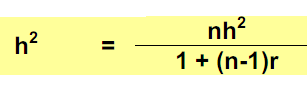 h² = nh²
1 + (n-1)r